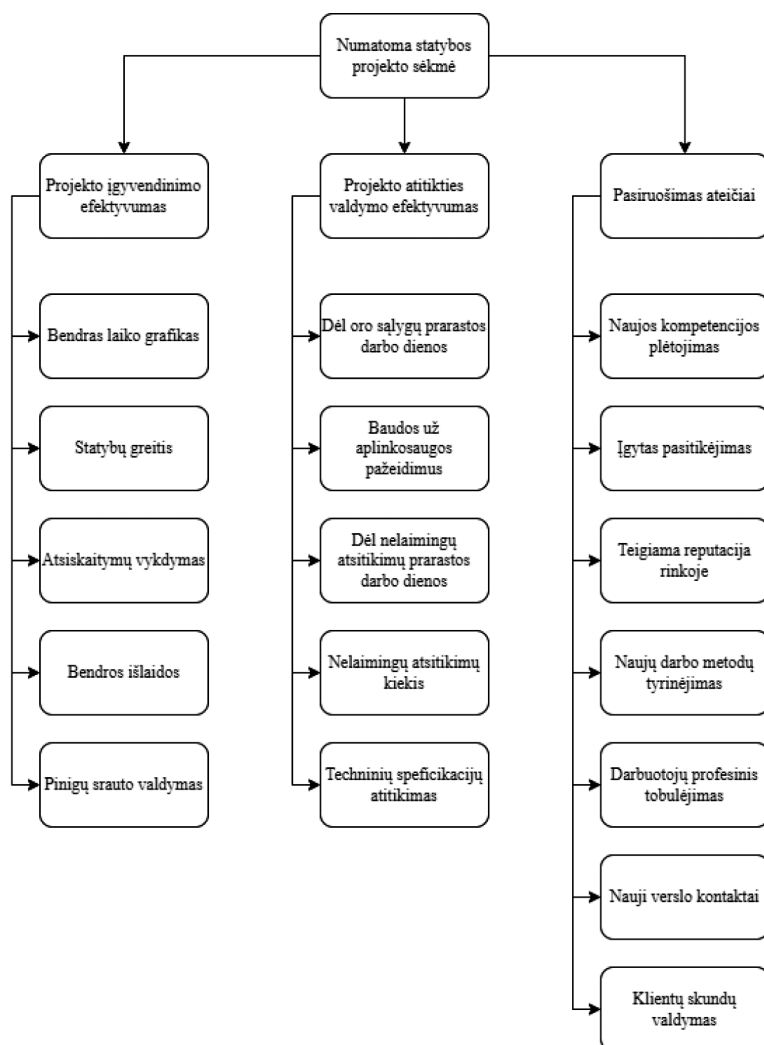 Numatoma statybos
projekto sėkmė
Projekto įgyvendinimo
efektyvumas
Projekto atitikties
valdymo efektyvumas
Pasiruošimas ateičiai
Bendras laiko grafikas
Statybų greitis
Atsiskaitymų vykdymas
Bendros išlaidos
Pinigų srauto valdymas
Dėl oro sąlygų prarastos
darbo dienos
Baudos už
aplinkosaugos
pažeidimus
Dėl nelaimingų
atsitikimų prarastos
darbo dienos
Nelaimingų atsitikimų
kiekis
Techninių speficikacijų
atitikimas
Naujos kompetencijos
plėtojimas
Įgytas pasitikėjimas
Teigiama reputacija
rinkoje
Naujų darbo metodų
tyrinėjimas
Darbuotojų profesinis
tobulėjimas
Nauji verslo kontaktai
Klientų skundų
valdymas